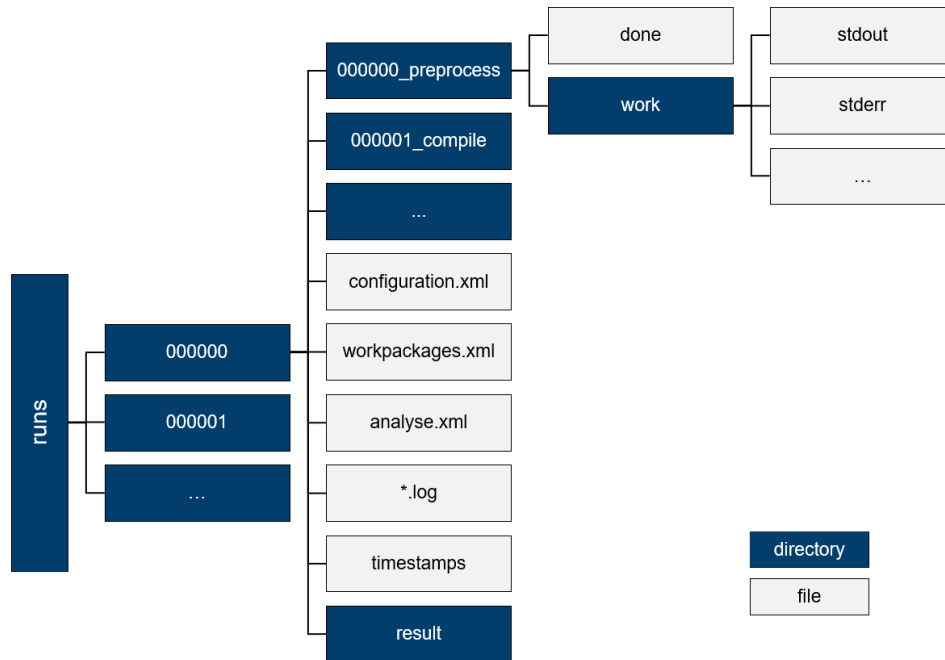 runs
000000
000001
...
000000_preprocess
000001_compile
...
configuration.xml
workpackages.xml
analyse.xml
*.log
timestamps
result
done
work
stdout
stderr
...
directory
file